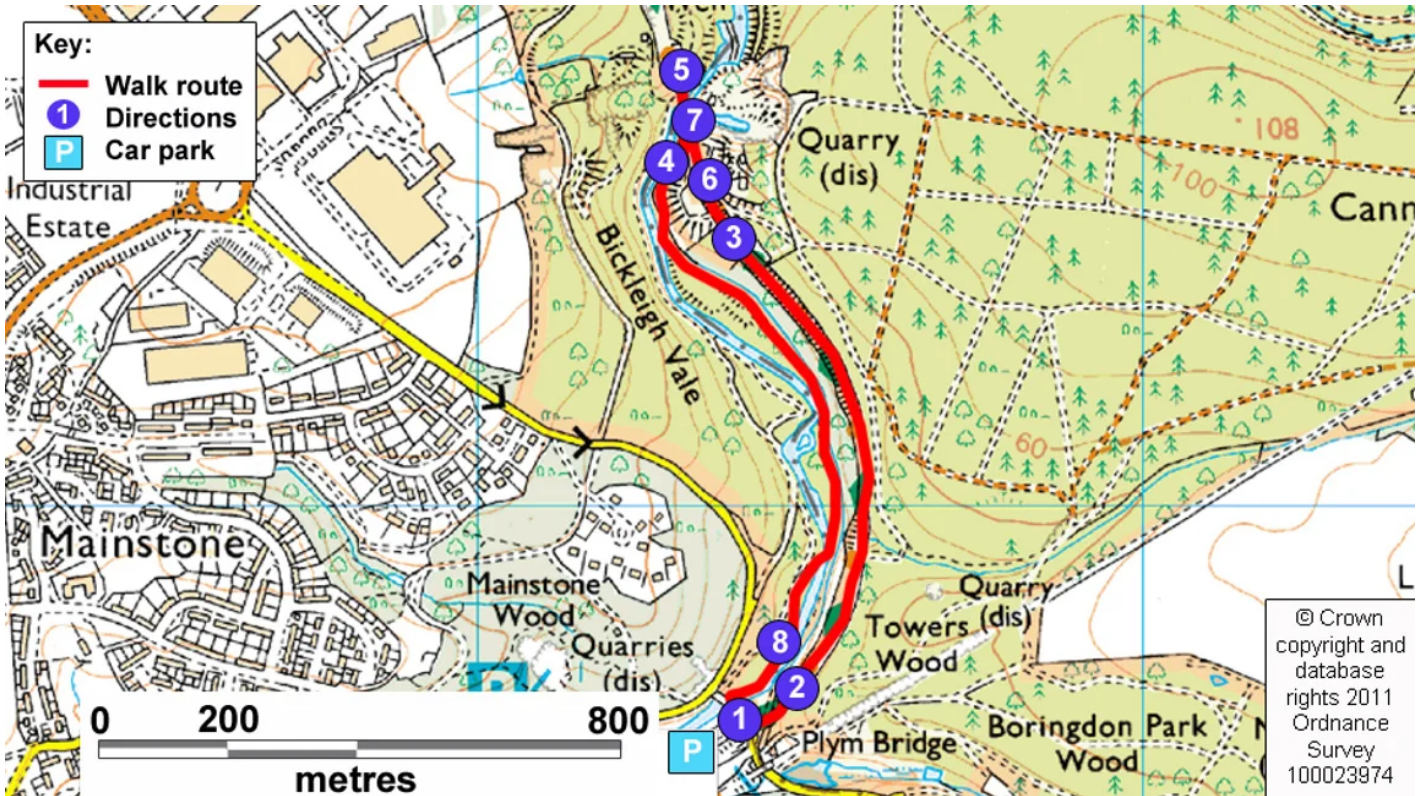 Key:
Walk route
1 Directions
P Car park
Industrial
Estate
5
7
4
6
3
Quarry
(dis)
108
100
Cann
Bickleigh Vale
60
Mainstone
Mainstone
Wood
Quarries
(dis)
Quarry
(dis)
Towers
Wood
8
2
1
P
Plym Bridge
Boringdon Park
Wood
L
0 200 800
metres
© Crown
copyright and
database
rights 2011
Ordnance
Survey
100023974